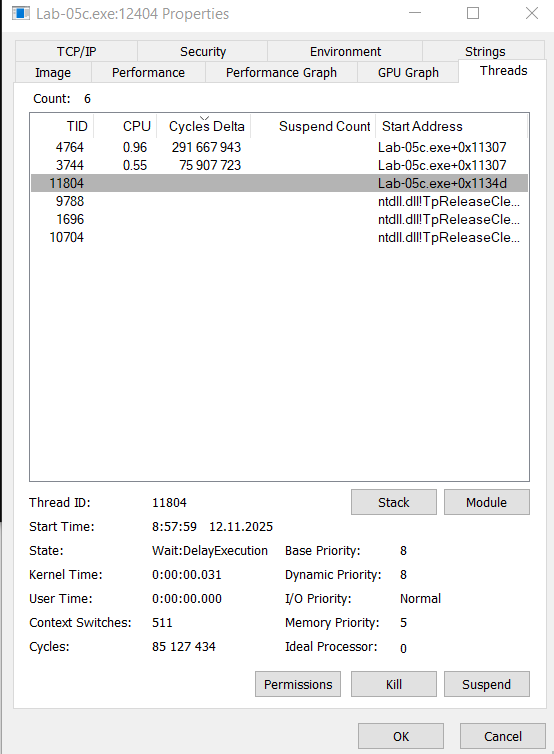 Lab-05c.exe:12404 Properties
TCP/IP Security Environment Strings
Image Performance Performance Graph GPU Graph Threads
Count: 6
TID CPU Cycles Delta Suspend Count Start Address
4764 0.96 291 667 943 Lab-05c.exe+0x11307
3744 0.55 75 907 723 Lab-05c.exe+0x11307
11804 Lab-05c.exe+0x1134d
9788 ntdll.dll!TpReleaseCle...
1696 ntdll.dll!TpReleaseCle...
10704 ntdll.dll!TpReleaseCle...
Thread ID: 11804 Stack Module
Start Time: 8:57:59 12.11.2025
State: Wait:DelayExecution Base Priority: 8
Kernel Time: 0:00:00.031 Dynamic Priority: 8
User Time: 0:00:00.000 I/O Priority: Normal
Context Switches: 511 Memory Priority: 5
Cycles: 85 127 434 Ideal Processor: 0
Permissions Kill Suspend
OK Cancel